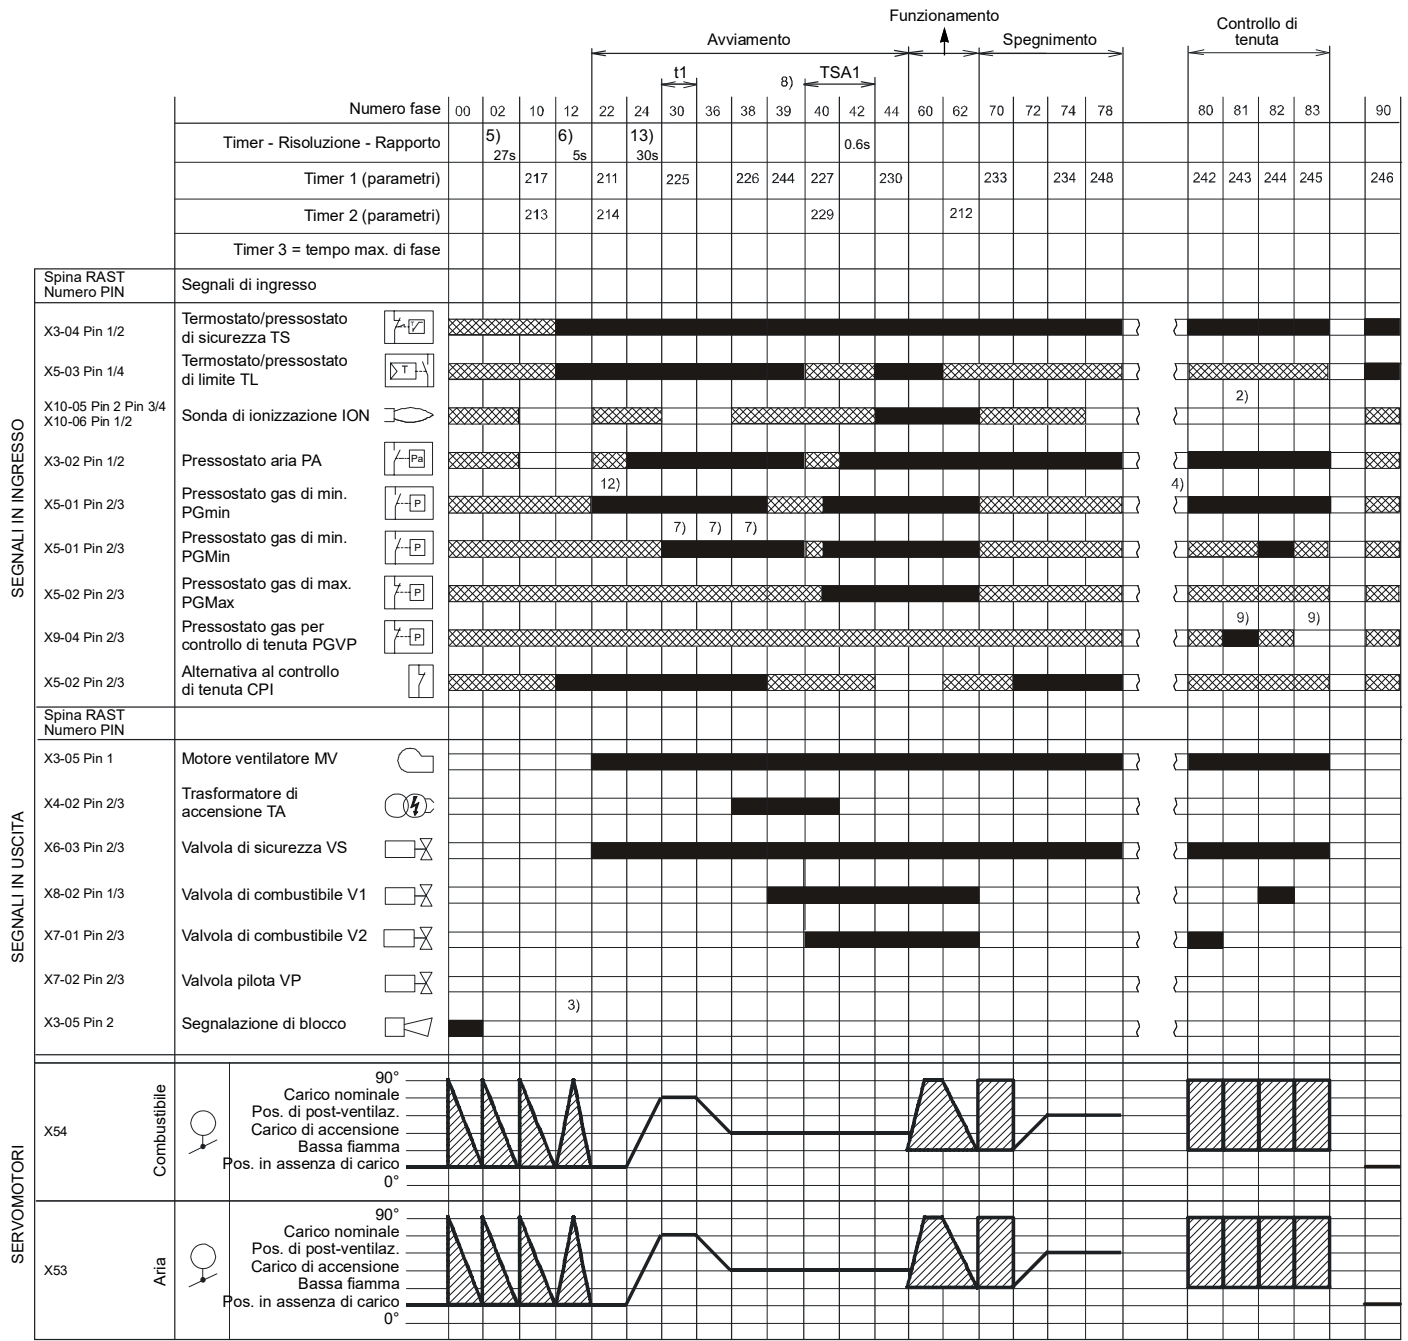 Funzionamento
Avviamento
Spegnimento
Controllo di
tenuta
t1
8)
TSA1
Numero fase 00 02 10 12 22 24 30 36 38 39 40 42 44 60 62 70 72 74 78 80 81 82 83 90
Timer - Risoluzione - Rapporto 5) 27s 6) 5s 13) 30s 0.6s
Timer 1 (parametri) 217 211 225 226 244 227 230 233 234 248 242 243 244 245 246
Timer 2 (parametri) 213 214 229 212
Timer 3 = tempo max. di fase
Spina RAST
Numero PIN
Segnali di ingresso
SEGNALI IN INGRESSO
X3-04 Pin 1/2
Termostato/pressostato
di sicurezza TS
X5-03 Pin 1/4
Termostato/pressostato
di limite TL
T
2)
X10-05 Pin 2 Pin 3/4
X10-06 Pin 1/2
Sonda di ionizzazione ION
X3-02 Pin 1/2
Pressostato aria PA
Pa
12)
4)
X5-01 Pin 2/3
Pressostato gas di min.
PGmin
P
7) 7) 7)
X5-01 Pin 2/3
Pressostato gas di min.
PGMin
P
X5-02 Pin 2/3
Pressostato gas di max.
PGMax
P
9) 9)
X9-04 Pin 2/3
Pressostato gas per
controllo di tenuta PGVP
P
X5-02 Pin 2/3
Alternativa al controllo
di tenuta CPI
Spina RAST
Numero PIN
SEGNALI IN USCITA
X3-05 Pin 1
Motore ventilatore MV
X4-02 Pin 2/3
Trasformatore di
accensione TA
X6-03 Pin 2/3
Valvola di sicurezza VS
X8-02 Pin 1/3
Valvola di combustibile V1
X7-01 Pin 2/3
Valvola di combustibile V2
X7-02 Pin 2/3
Valvola pilota VP
3)
X3-05 Pin 2
Segnalazione di blocco
SERVOMOTORI
X54
Combustibile
90°
Carico nominale
Pos. di post-ventilaz.
Carico di accensione
Bassa fiamma
Pos. in assenza di carico
0°
X53
Aria
90°
Carico nominale
Pos. di post-ventilaz.
Carico di accensione
Bassa fiamma
Pos. in assenza di carico
0°